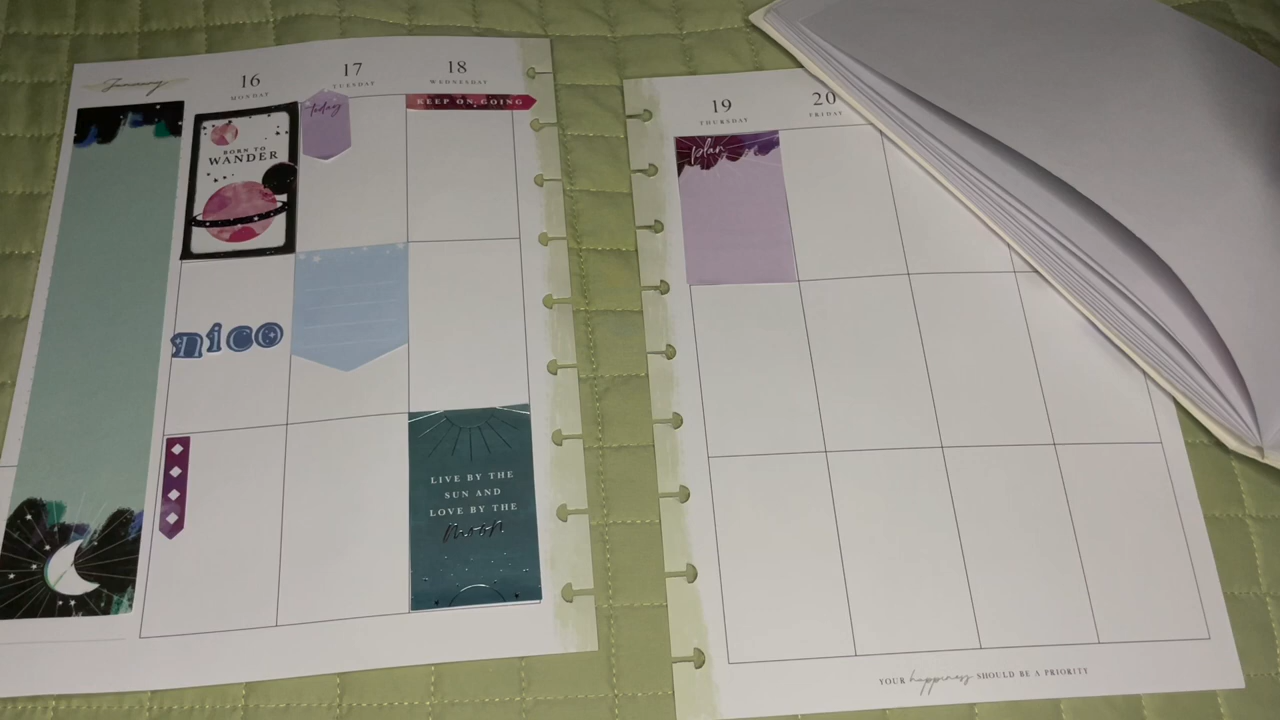 January
16
MONDAY
17
TUESDAY
18
WEDNESDAY
BORN TO
WANDER
today
KEEP ON GOING
nico
LIVE BY THE
SUN AND
LOVE BY THE
moon
19
THURSDAY
20
FRIDAY
plan
YOUR happiness SHOULD BE A PRIORITY